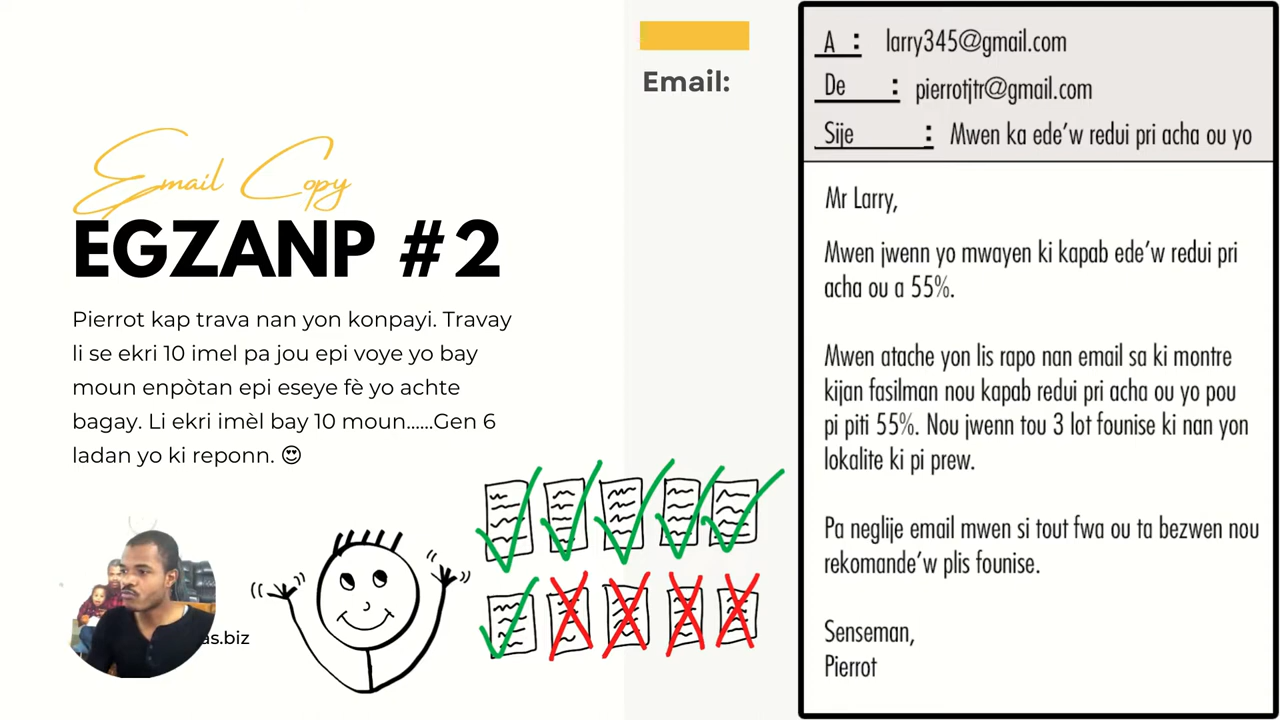 Email Copy
EGZANP #2
Pierrot kap trava nan yon konpayi. Travay
li se ekri 10 imel pa jou epi voye yo bay
moun enpòtan epi eseye fè yo achte
bagay. Li ekri imèl bay 10 moun......Gen 6
ladan yo ki reponn. 😍
as.biz
Email:
A : larry345@gmail.com
De : pierrotjtr@gmail.com
Sije : Mwen ka ede’w redui pri acha ou yo
Mr Larry,
Mwen jwenn yo mwayen ki kapab ede’w redui pri
acha ou a 55%.
Mwen atache yon lis rapo nan email sa ki montre
kijan fasilman nou kapab redui pri acha ou yo pou
pi piti 55%. Nou jwenn tou 3 lot founise ki nan yon
lokalite ki pi prew.
Pa neglije email mwen si tout fwa ou ta bezwen nou
rekomande’w plis founise.
Senseman,
Pierrot